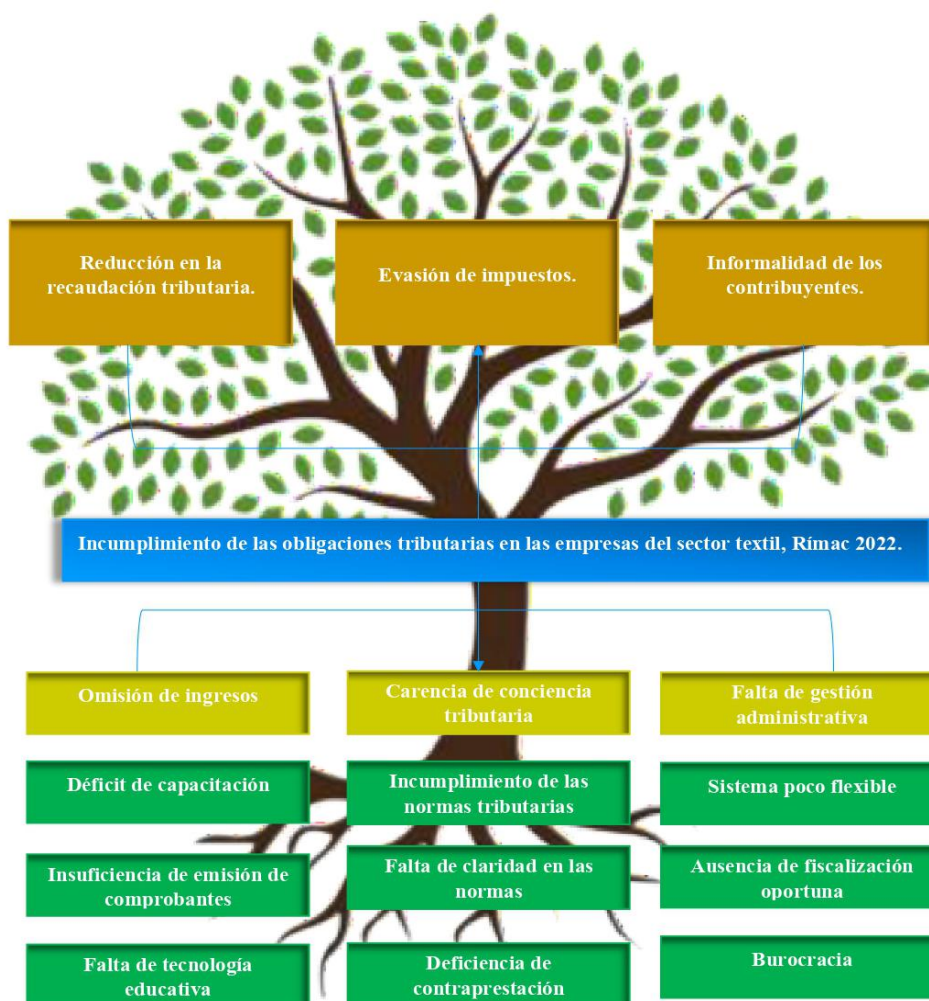 Reducción en la
recaudación tributaria.
Evasión de impuestos.
Informalidad de los
contribuyentes.
Incumplimiento de las obligaciones tributarias en las empresas del sector textil, Rímac 2022.
Omisión de ingresos
Carencia de conciencia
tributaria
Falta de gestión
administrativa
Déficit de capacitación
Incumplimiento de las
normas tributarias
Sistema poco flexible
Insuficiencia de emisión de
comprobantes
Falta de claridad en las
normas
Ausencia de fiscalización
oportuna
Falta de tecnología
educativa
Deficiencia de
contraprestación
Burocracia